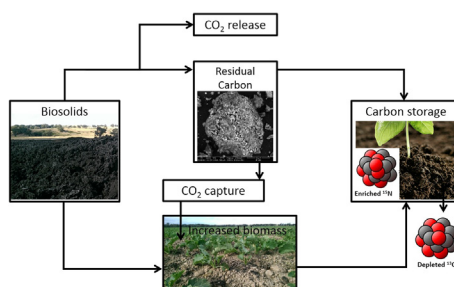 CO₂ release
Residual
Carbon
Biosolids
Carbon storage
Enriched ¹⁵N
CO₂ capture
Increased biomass
Depleted ¹³C